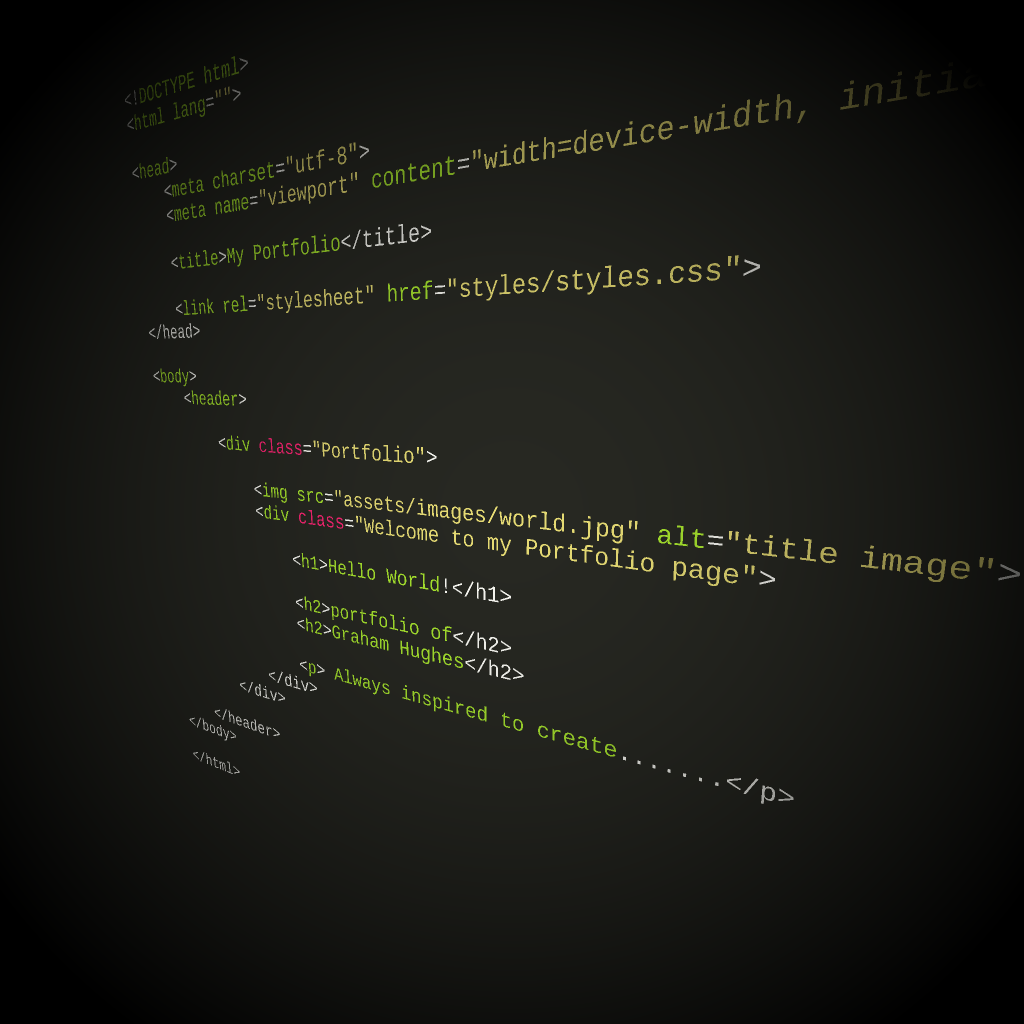 <!DOCTYPE html>
<html lang="">
<head>
<meta charset="utf-8">
<meta name="viewport" content="width=device-width, initia
<title>My Portfolio</title>
<link rel="stylesheet" href="styles/styles.css">
</head>
<body>
<header>
<div class="Portfolio">
<img src="assets/images/world.jpg" alt="title image">
<div class="Welcome to my Portfolio page">
<h1>Hello World!</h1>
<h2>portfolio of</h2>
<h2>Graham Hughes</h2>
<p> Always inspired to create.......</p>
</div>
</div>
</header>
</body>
</html>